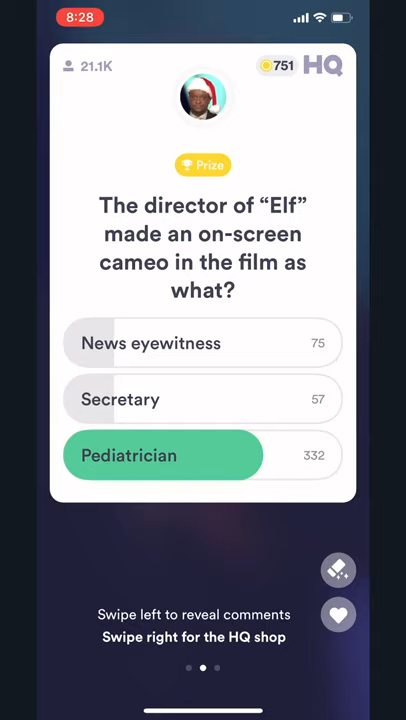 8:28
21.1K
751 HQ
Prize
The director of “Elf”
made an on-screen
cameo in the film as
what?
News eyewitness 75
Secretary 57
Pediatrician 332
Swipe left to reveal comments
Swipe right for the HQ shop